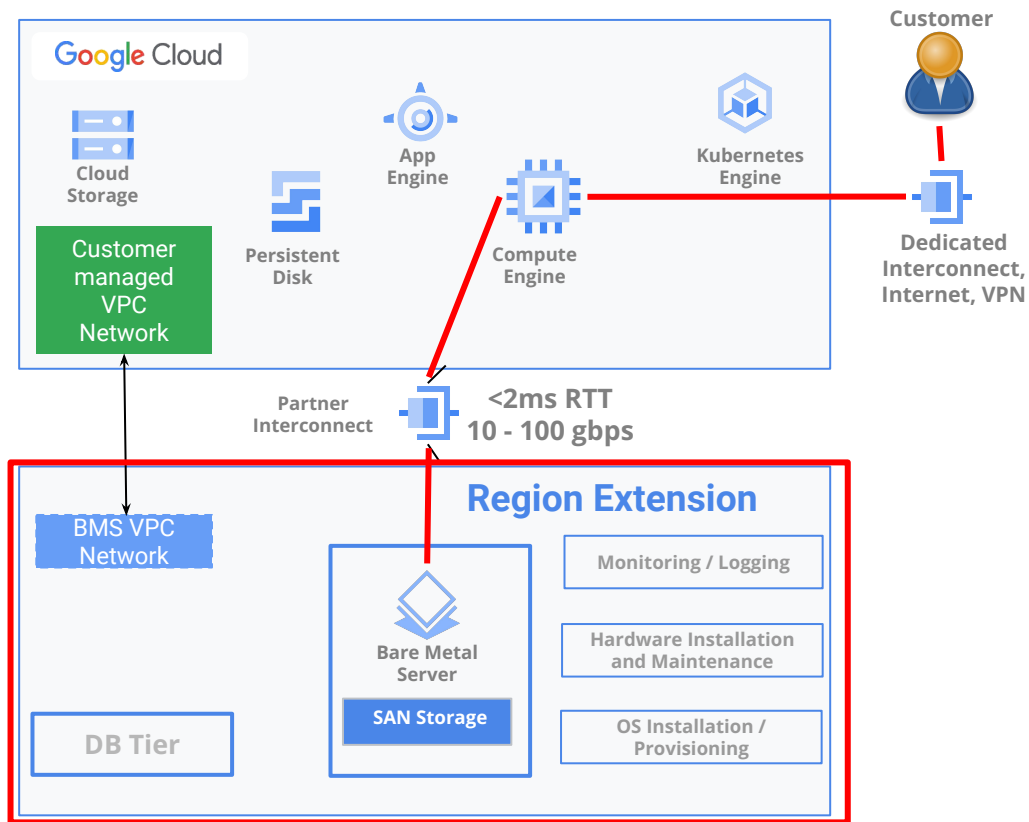 Customer
Google Cloud
Cloud
Storage
App
Engine
Kubernetes
Engine
Customer
managed
VPC
Network
Persistent
Disk
Compute
Engine
Dedicated
Interconnect,
Internet, VPN
Partner
Interconnect
<2ms RTT
10 - 100 gbps
Region Extension
BMS VPC
Network
Monitoring / Logging
Bare Metal
Server
Hardware Installation
and Maintenance
SAN Storage
DB Tier
OS Installation /
Provisioning